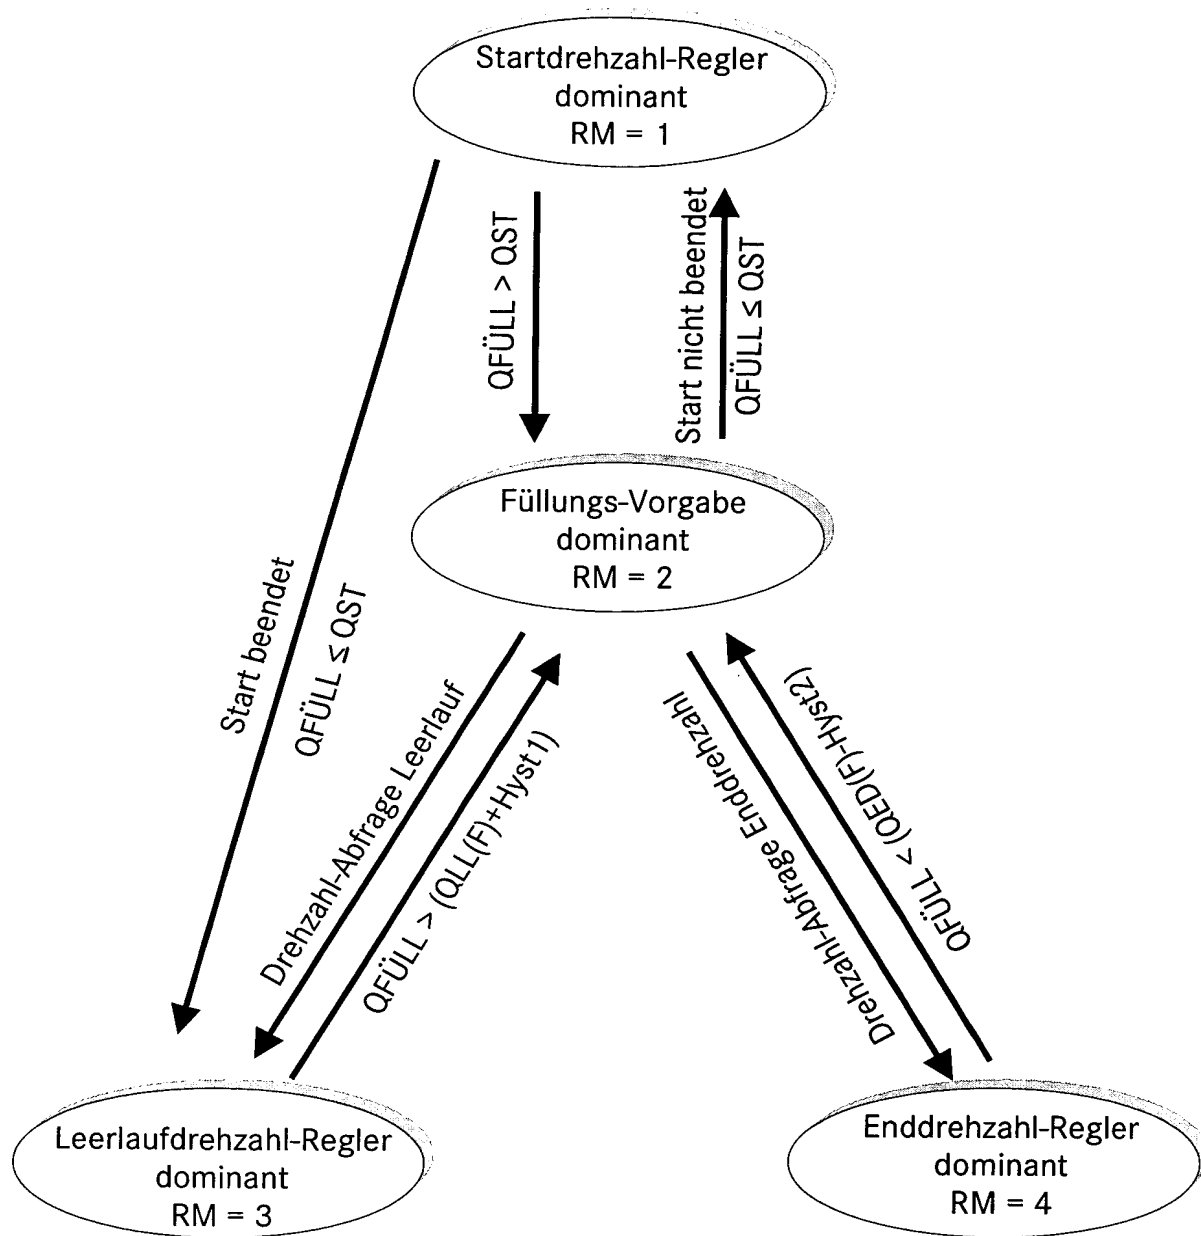 Startdrehzahl-Regler
dominant
RM = 1
QFÜLL > QST
Start nicht beendet
QFÜLL ≤ QST
Füllungs-Vorgabe
dominant
RM = 2
Start beendet
QFÜLL ≤ QST
Drehzahl-Abfrage Leerlauf
QFÜLL > (QLL(F)+Hyst1)
Drehzahl-Abfrage Enddrehzahl
QFÜLL < (QED(F)-Hyst2)
Leerlaufdrehzahl-Regler
dominant
RM = 3
Enddrehzahl-Regler
dominant
RM = 4